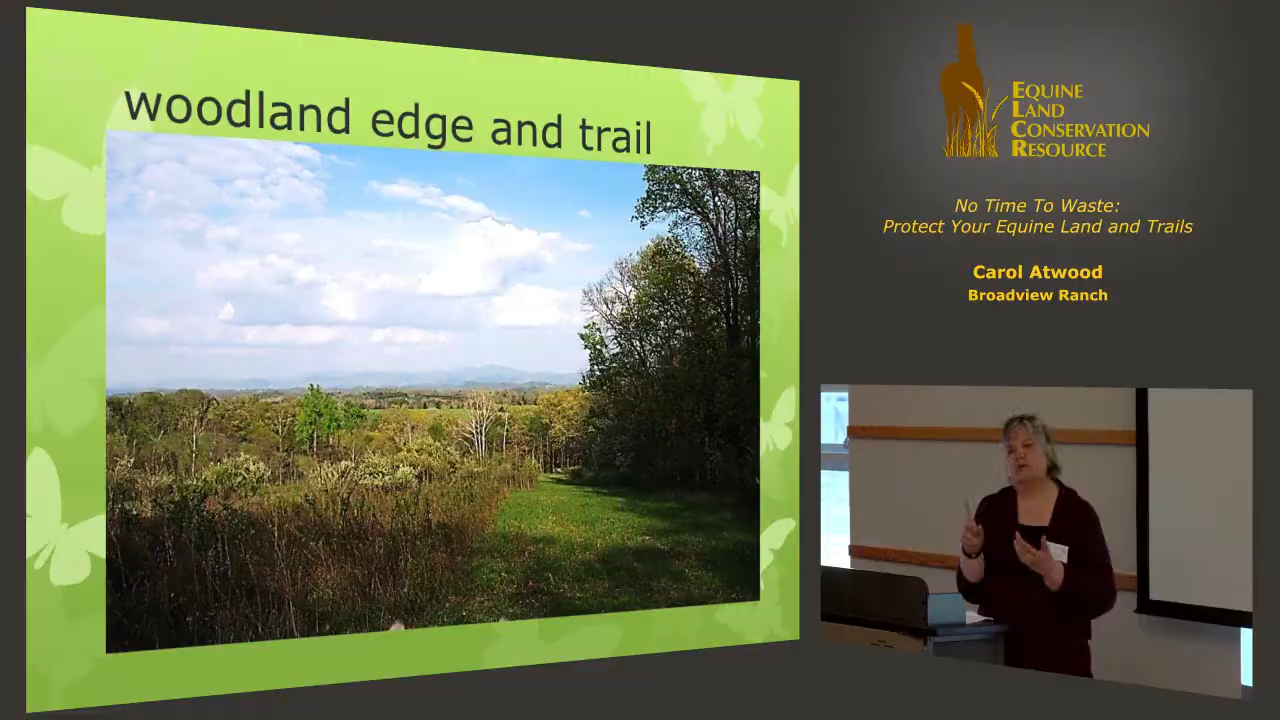 woodland edge and trail
EQUINE
LAND
CONSERVATION
RESOURCE
No Time To Waste:
Protect Your Equine Land and Trails
Carol Atwood
Broadview Ranch